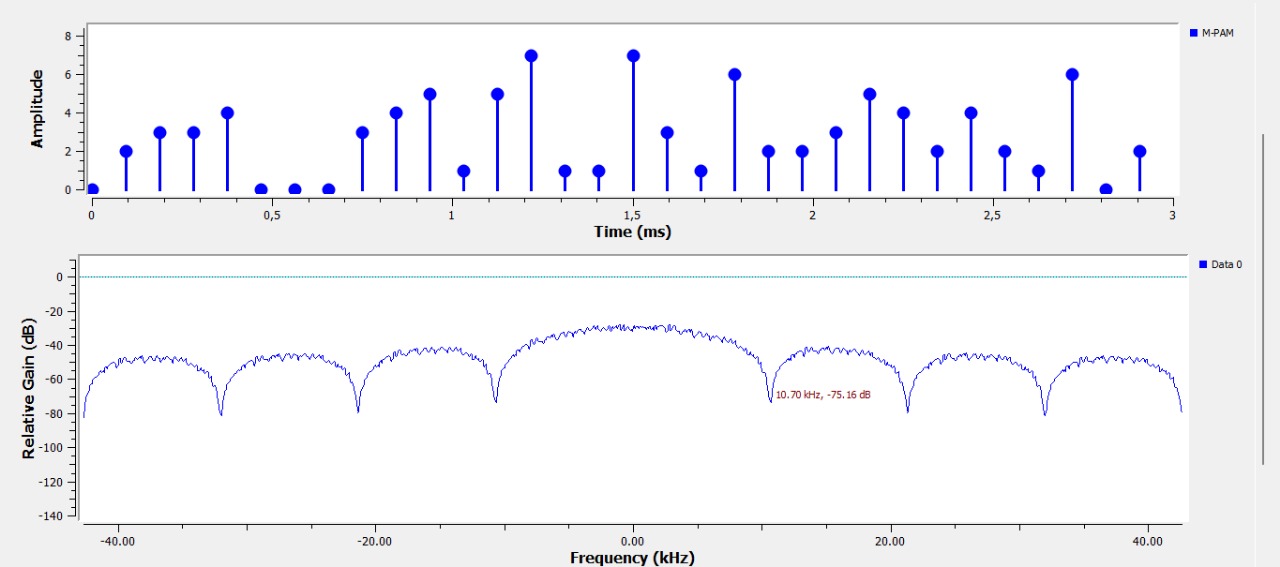 M-PAM
Amplitude
8
6
4
2
0
0 0,5 1 1,5 2 2,5 3
Time (ms)
Data 0
Relative Gain (dB)
0
-20
-40
-60
-80
-100
-120
-140
10.70 kHz, -75.16 dB
-40.00 -20.00 0.00 20.00 40.00
Frequency (kHz)